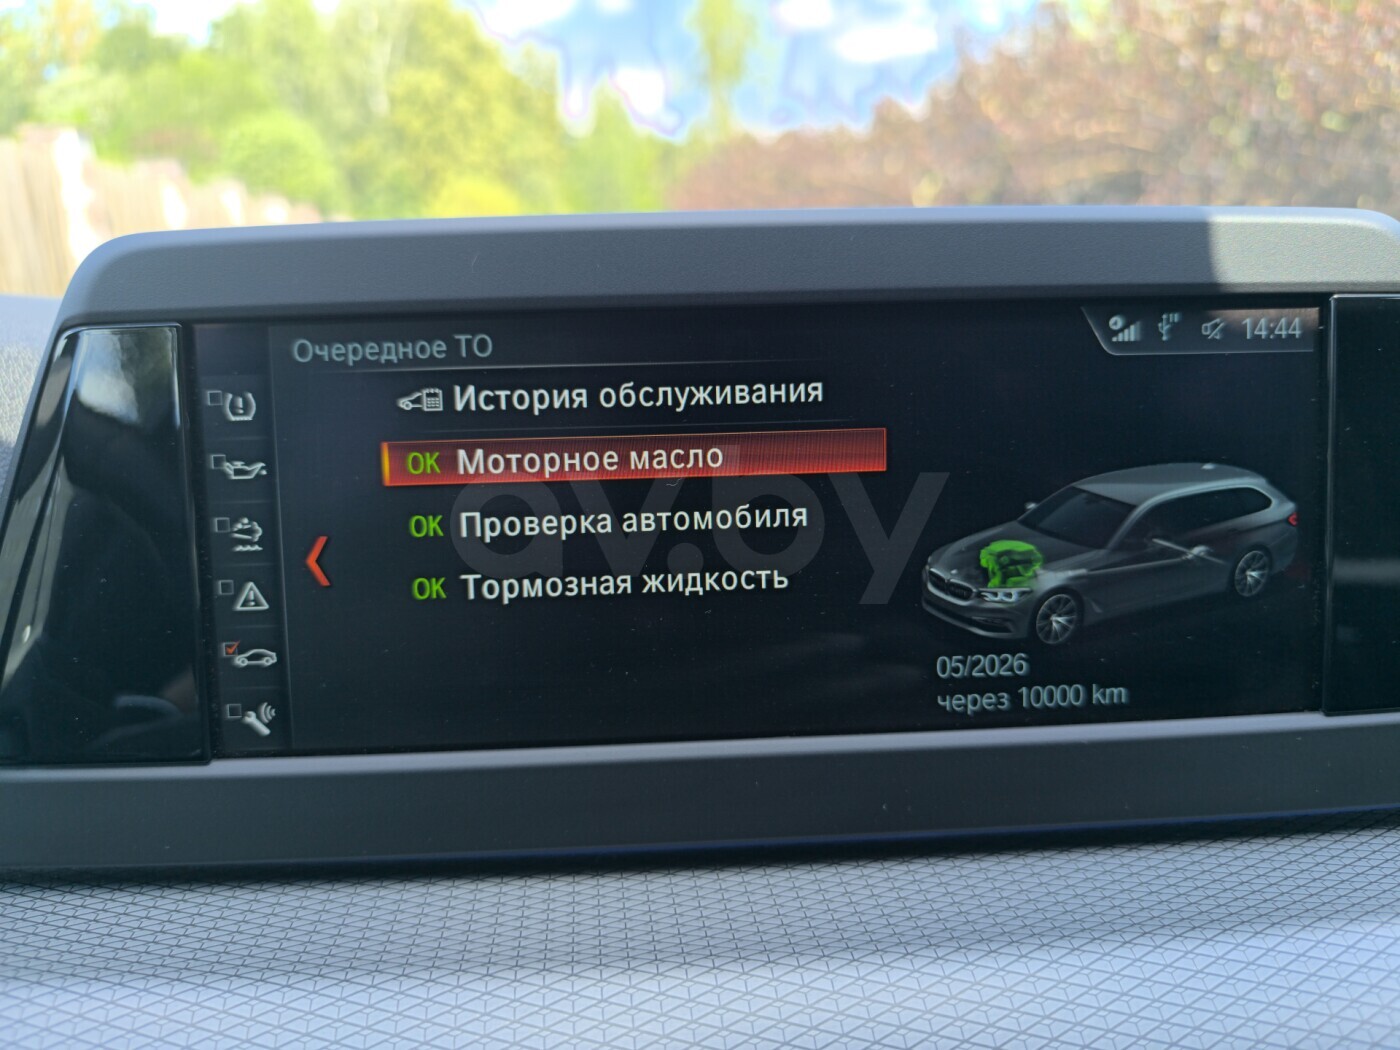 Очередное ТО
14:44
История обслуживания
OK Моторное масло
OK Проверка автомобиля
OK Тормозная жидкость
05/2026
через 10000 km
av.by